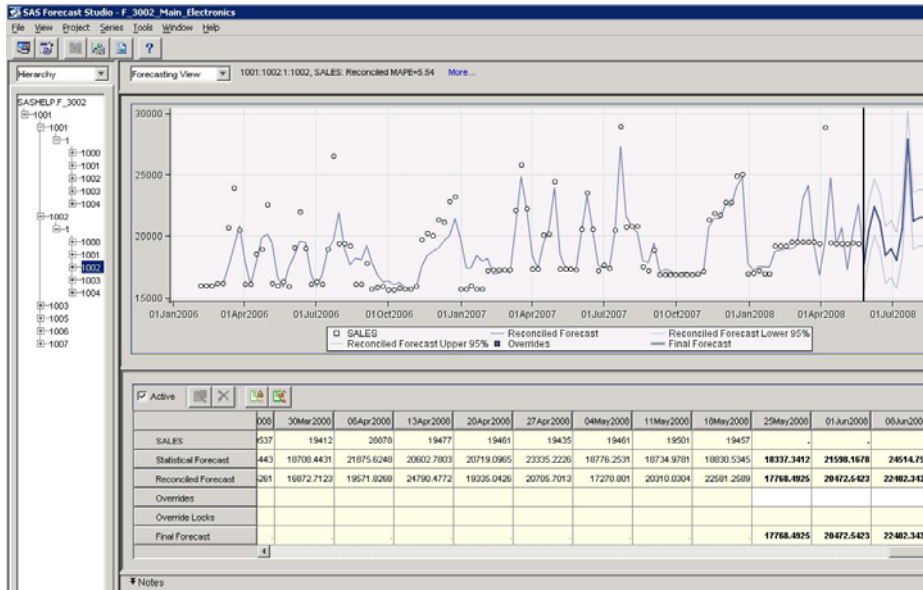 SAS Forecast Studio - F_3002_Main_Electronics
File View Project Series Tools Window Help
?
Hierarchy
Forecasting View 1001:1002:1:1002, SALES: Reconciled MAPE=5.54 More...
SASHELP.F_3002
1001
1001
1
1000
1001
1002
1003
1004
1002
1
1000
1001
1002
1003
1004
1003
1005
1006
1007
30000
25000
20000
15000
01Jan2006 01Apr2006 01Jul2006 01Oct2006 01Jan2007 01Apr2007 01Jul2007 01Oct2007 01Jan2008 01Apr2008 01Jul2008
SALES Reconciled Forecast Reconciled Forecast Lower 95%
Reconciled Forecast Upper 95% Overrides Final Forecast
Active
008 30Mar2008 06Apr2008 13Apr2008 20Apr2008 27Apr2008 04May2008 11May2008 18May2008 25May2008 01Jun2008 08Jun200
SALES 9537 19412 28878 19477 19461 19435 19461 19501 19457 . .
Statistical Forecast .443 18708.4431 21875.6248 20602.7803 20719.0965 23335.2226 18776.2531 18734.9781 18830.5345 18337.3412 21598.1678 24514.75
Reconciled Forecast 5261 16872.7123 19571.8268 24790.4772 19335.0426 20705.7013 17270.801 20310.0304 22581.2589 17768.4925 20472.5423 22402.343
Overrides
Override Locks
Final Forecast . . . . . . . . . 17768.4925 20472.5423 22402.343
Notes